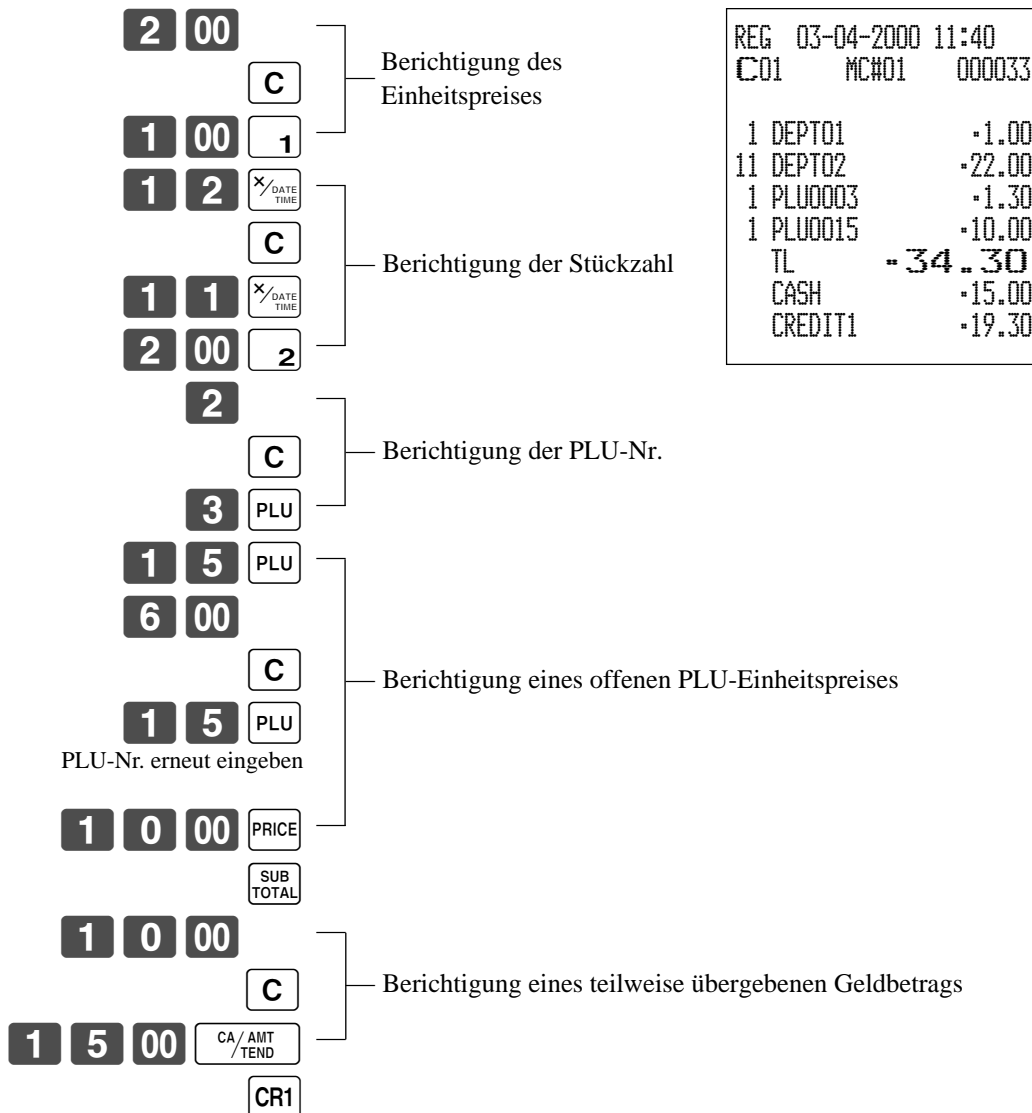 2 00
C
Berichtigung des
Einheitspreises
1 00 1
1 2 ×/DATE TIME
C
Berichtigung der Stückzahl
1 1 ×/DATE TIME
2 00 2
2
C
Berichtigung der PLU-Nr.
3 PLU
1 5 PLU
6 00
C
Berichtigung eines offenen PLU-Einheitspreises
1 5 PLU
PLU-Nr. erneut eingeben
1 0 00 PRICE
SUB TOTAL
1 0 00
C
Berichtigung eines teilweise übergebenen Geldbetrags
1 5 00 CA/AMT /TEND
CR1
REG 03-04-2000 11:40
C01 MC#01 000033
1 DEPT01 ·1.00
11 DEPT02 ·22.00
1 PLU0003 ·1.30
1 PLU0015 ·10.00
TL ·34.30
CASH ·15.00
CREDIT1 ·19.30